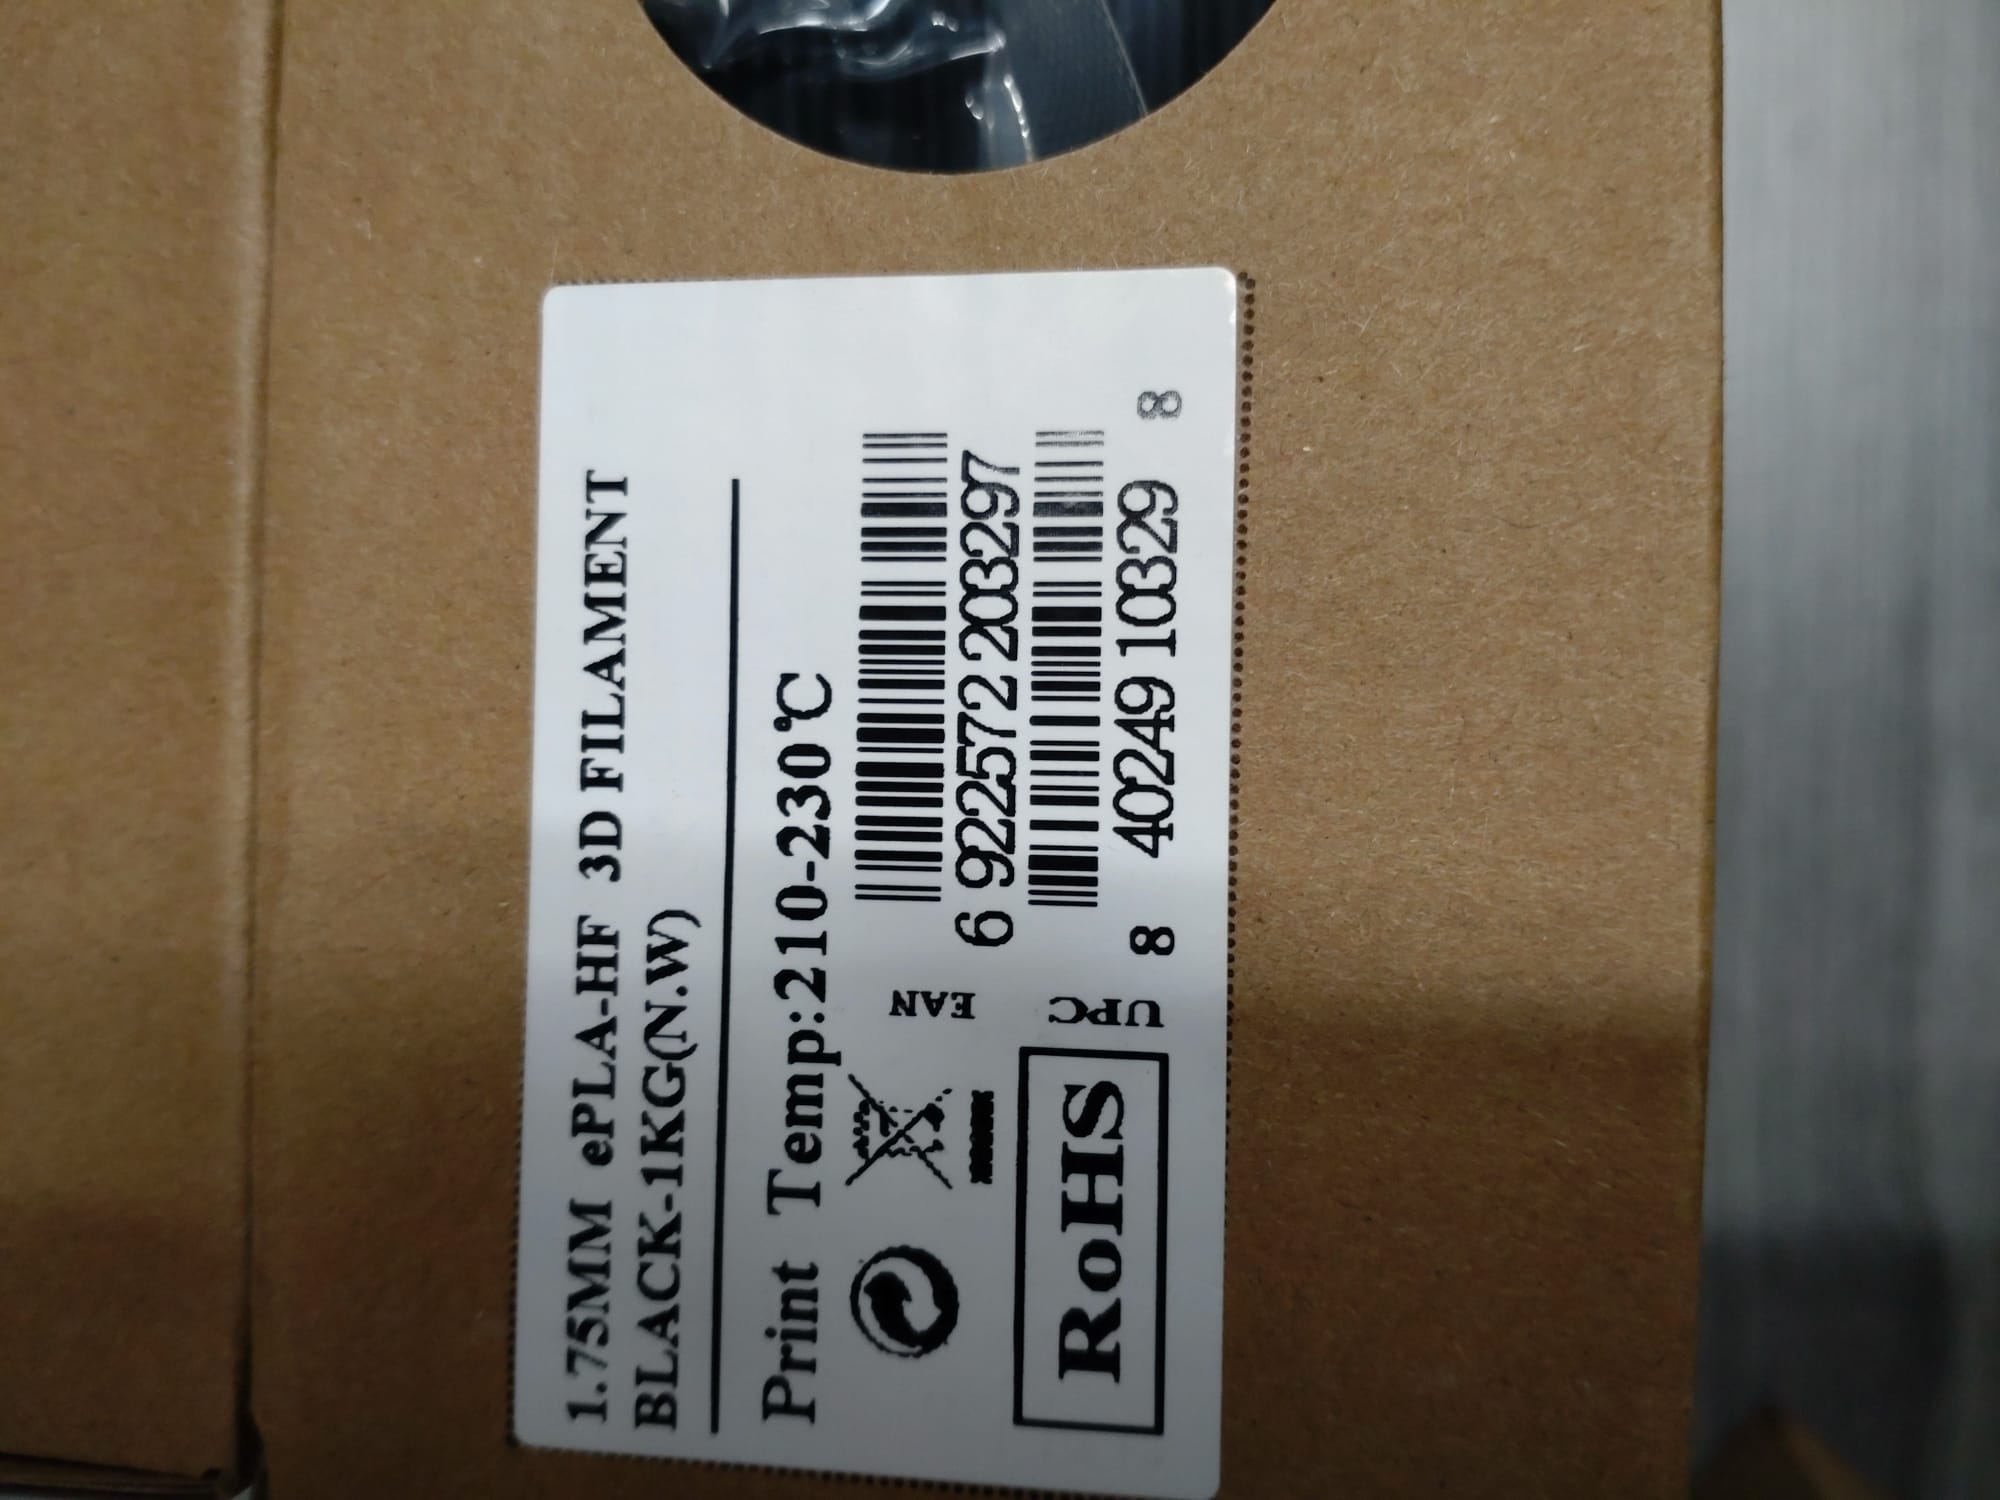 1.75MM ePLA-HF 3D FILAMENT
BLACK-1KG(N.W)
Print Temp:210-230℃
EAN
6 922572 203297
UPC
8 40249 10329 8
RoHS